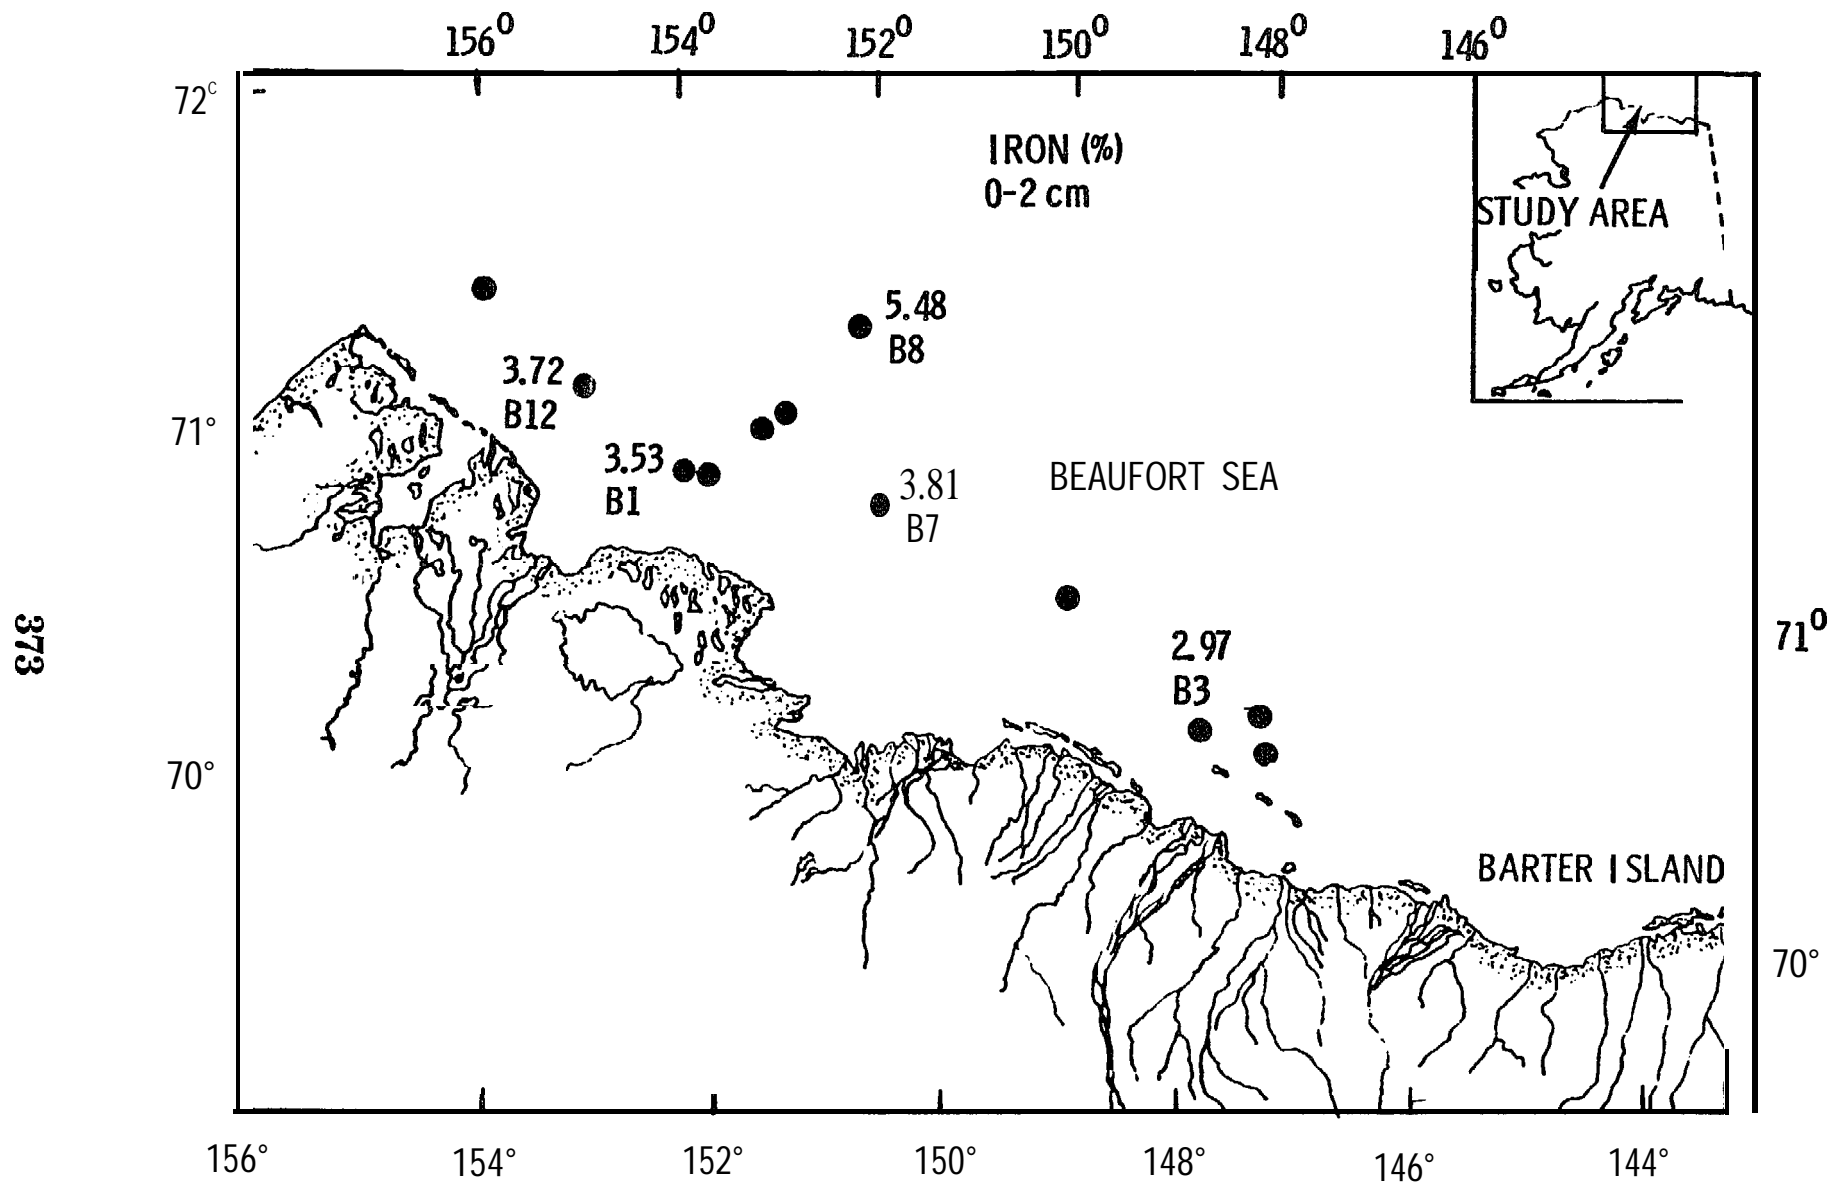 156⁰ 154⁰ 152⁰ 150⁰ 148⁰ 146⁰
72ᶜ
IRON (%)
0-2 cm
STUDY AREA
5.48
B8
3.72
B12
71°
3.53
B1
BEAUFORT SEA
3.81
B7
373
71⁰
2.97
B3
70°
BARTER ISLAND
70°
156° 154° 152° 150° 148° 146° 144°